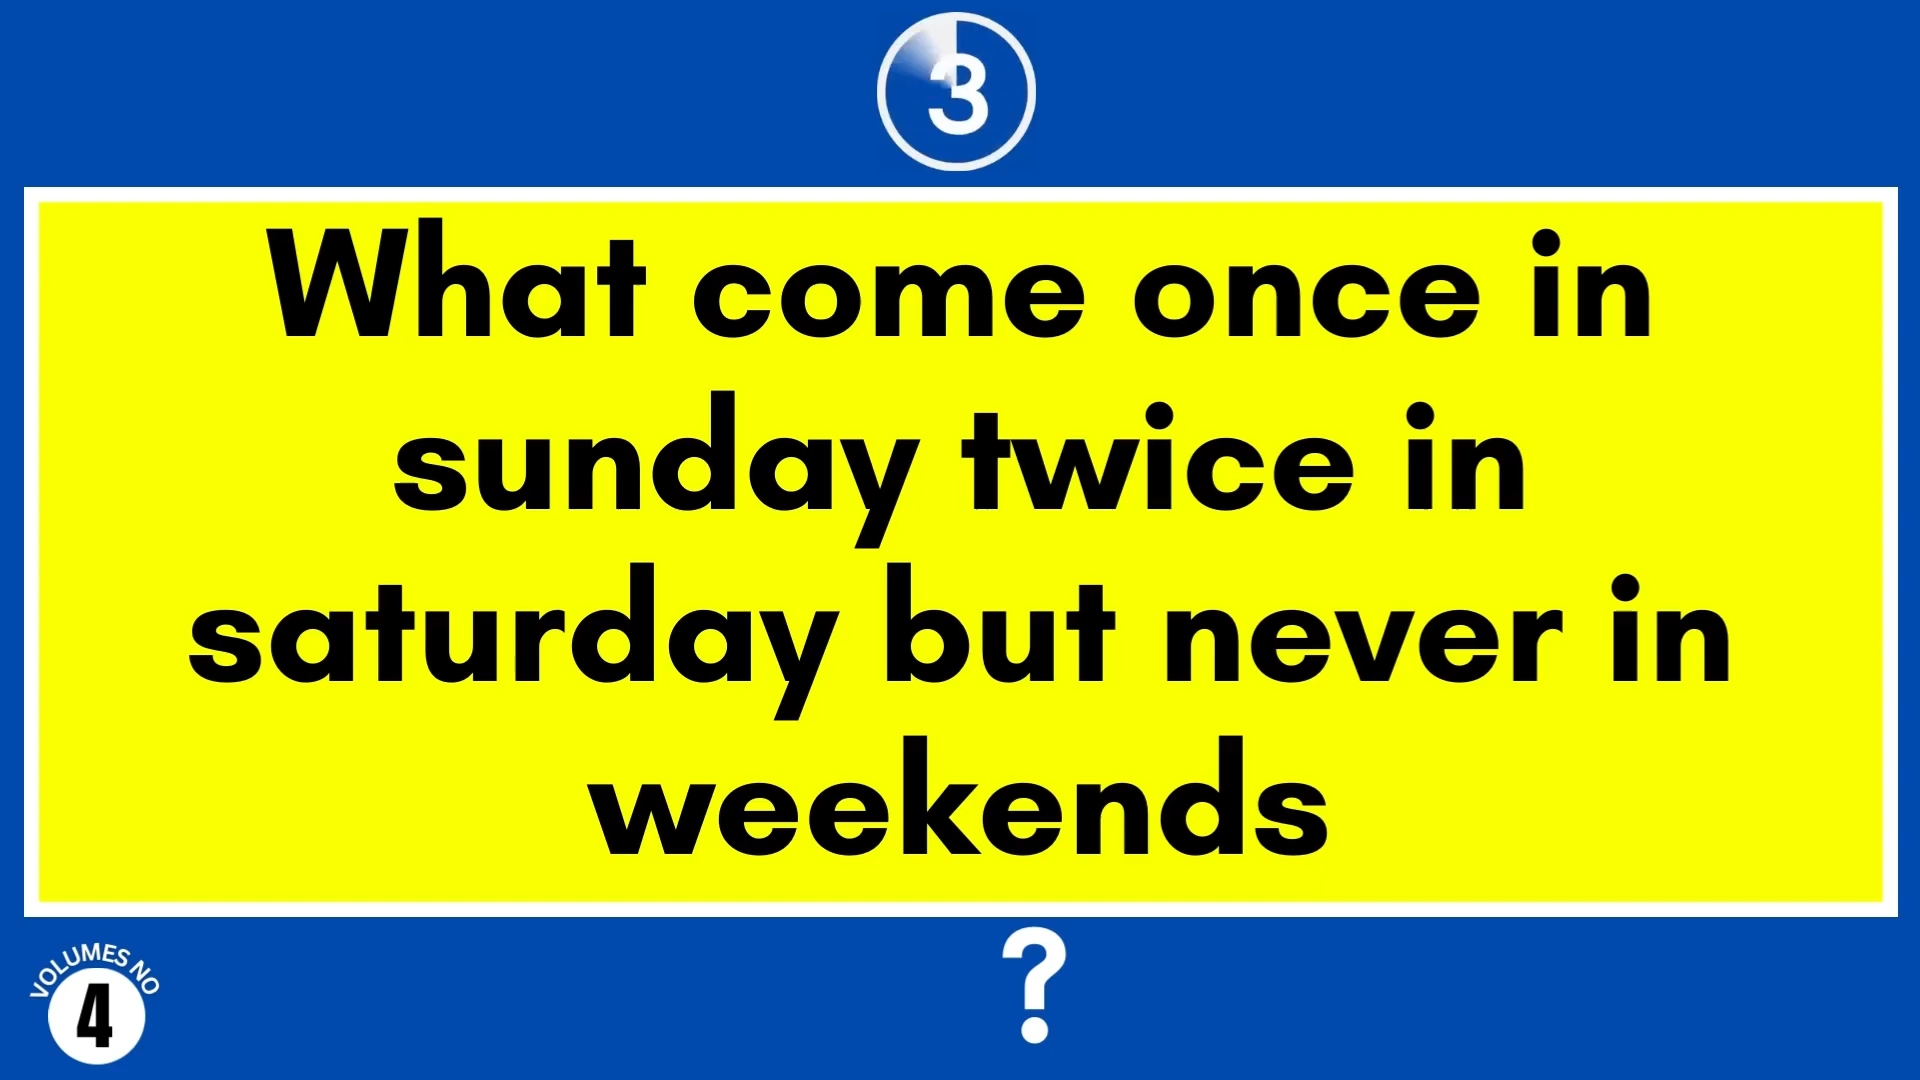 3
What come once in
sunday twice in
saturday but never in
weekends
?
VOLUMES NO
4